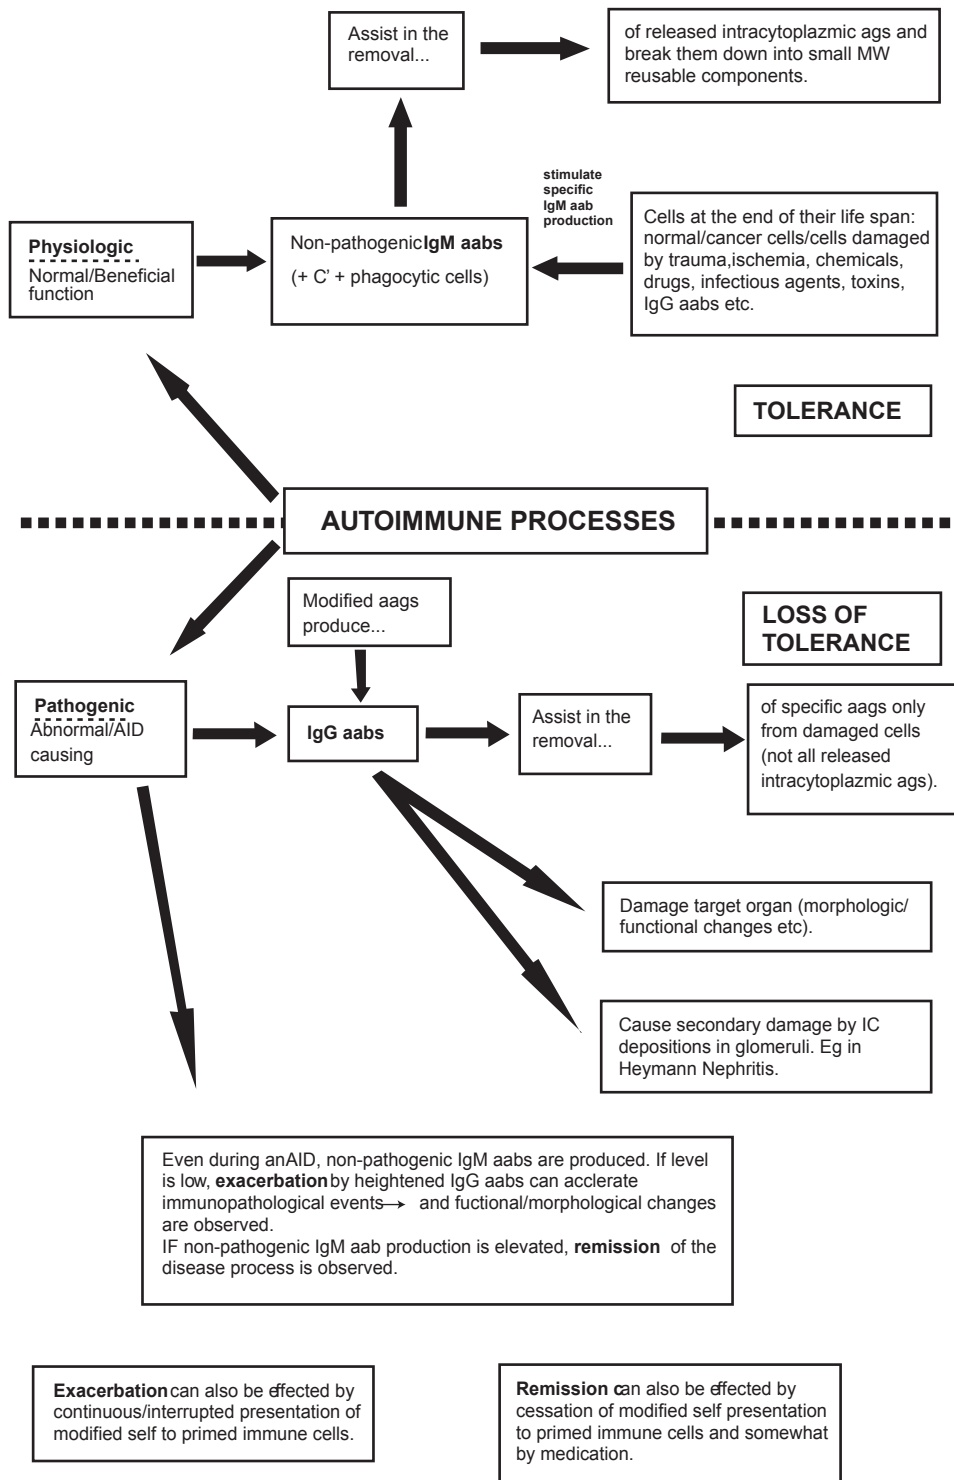 Assist in the
removal...
of released intracytoplazmic ags and
break them down into small MW
reusable components.
stimulate
specific
IgM aab
production
Physiologic
Normal/Beneficial
function
Non-pathogenicIgM aabs
(+ C' + phagocytic cells)
Cells at the end of their life span:
normal/cancer cells/cells damaged
by trauma,ischemia, chemicals,
drugs, infectious agents, toxins,
IgG aabs etc.
TOLERANCE
AUTOIMMUNE PROCESSES
Modified aags
produce...
LOSS OF
TOLERANCE
Pathogenic
Abnormal/AID
causing
IgG aabs
Assist in the
removal...
of specific aags only
from damaged cells
(not all released
intracytoplazmic ags).
Damage target organ (morphologic/
functional changes etc).
Cause secondary damage by IC
depositions in glomeruli. Eg in
Heymann Nephritis.
Even during anAID, non-pathogenic IgM aabs are produced. If level
is low, exacerbation by heightened IgG aabs can acclerate
immunopathological events→ and fuctional/morphological changes
are observed.
IF non-pathogenic IgM aab production is elevated, remission of the
disease process is observed.
Exacerbation can also be effected by
continuous/interrupted presentation of
modified self to primed immune cells.
Remission can also be effected by
cessation of modified self presentation
to primed immune cells and somewhat
by medication.